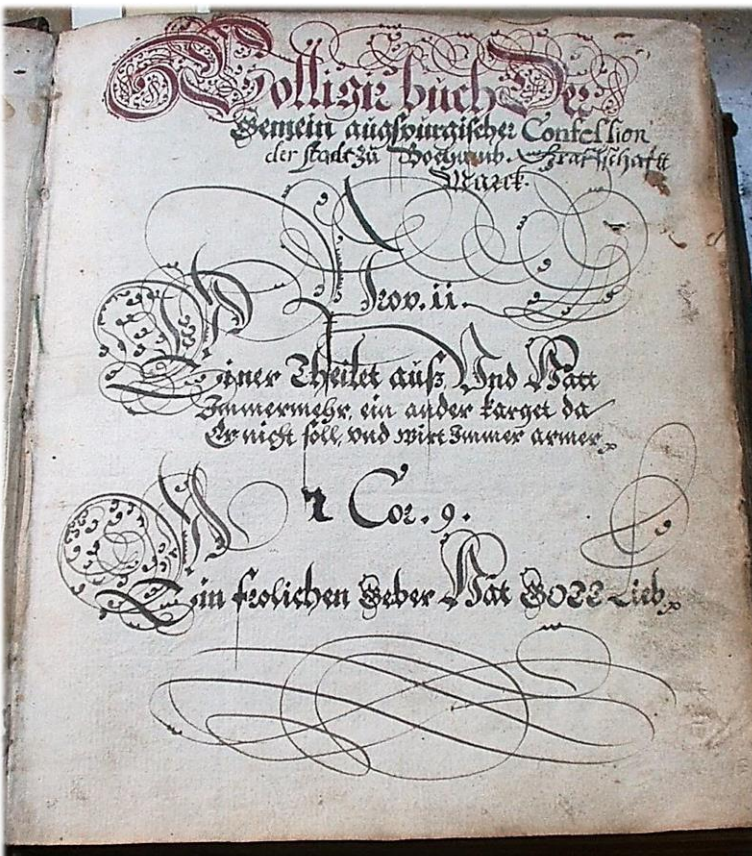 Collistr buch Der
Gemein augspurgischer Confession
der stadt zu Bochumb. Graffschafft
Marck.
Prov. ii.
Einer Theilet auß Und Hatt
Immermehr, ein ander karget da
Er nicht soll, und wirt Immer armer
2 Cor. 9.
Ein frolichen Geber Hat GOTT Lieb